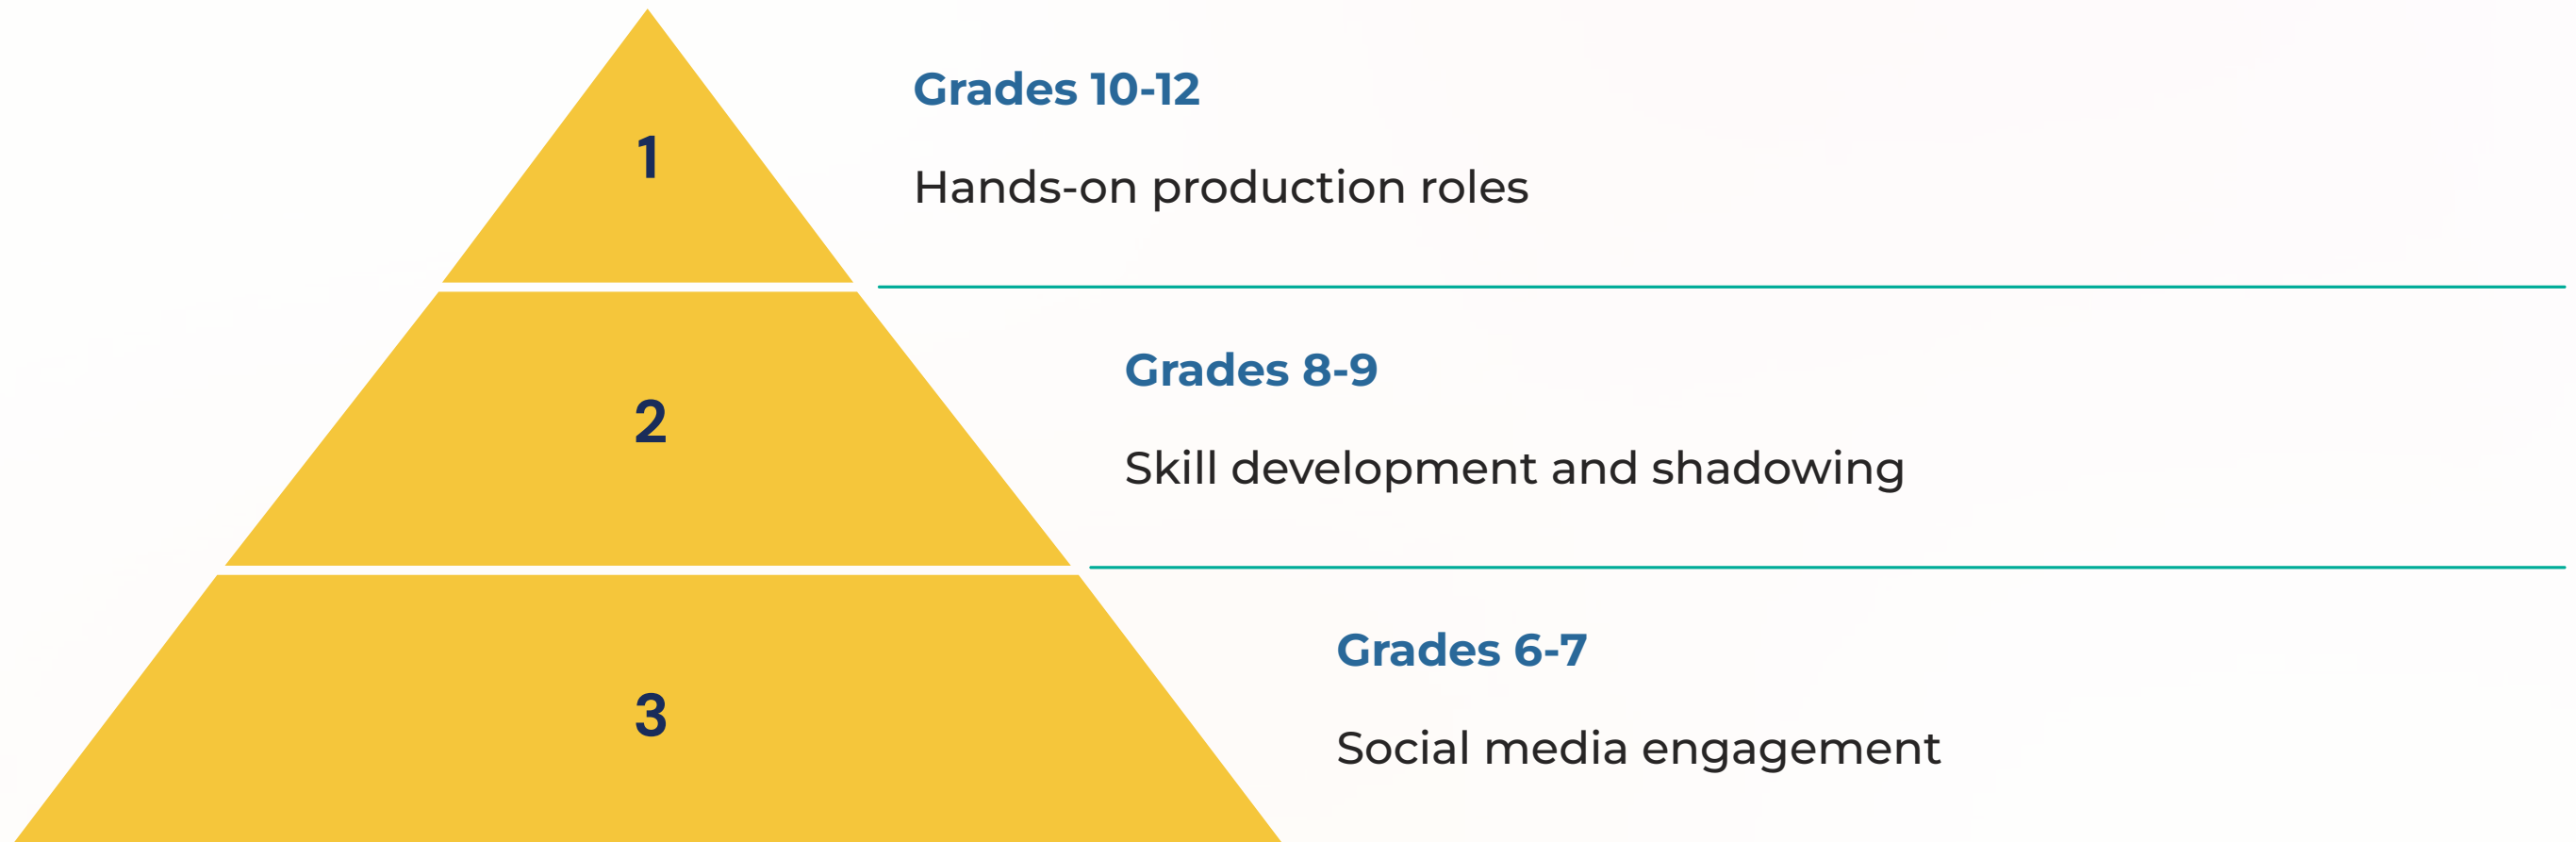 1
Grades 10-12
Hands-on production roles
2
Grades 8-9
Skill development and shadowing
3
Grades 6-7
Social media engagement